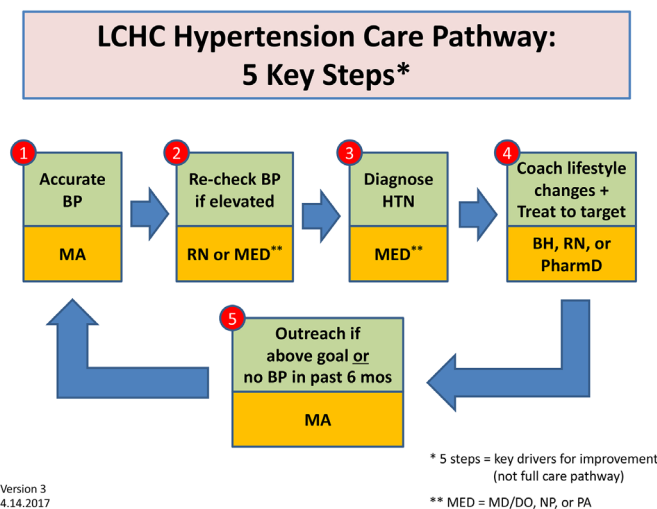 LCHC Hypertension Care Pathway:
5 Key Steps*
1
Accurate
BP
MA
2
Re-check BP
if elevated
RN or MED**
3
Diagnose
HTN
MED**
4
Coach lifestyle
changes +
Treat to target
BH, RN, or
PharmD
5
Outreach if
above goal or
no BP in past 6 mos
MA
* 5 steps = key drivers for improvement
(not full care pathway)
** MED = MD/DO, NP, or PA
Version 3
4.14.2017